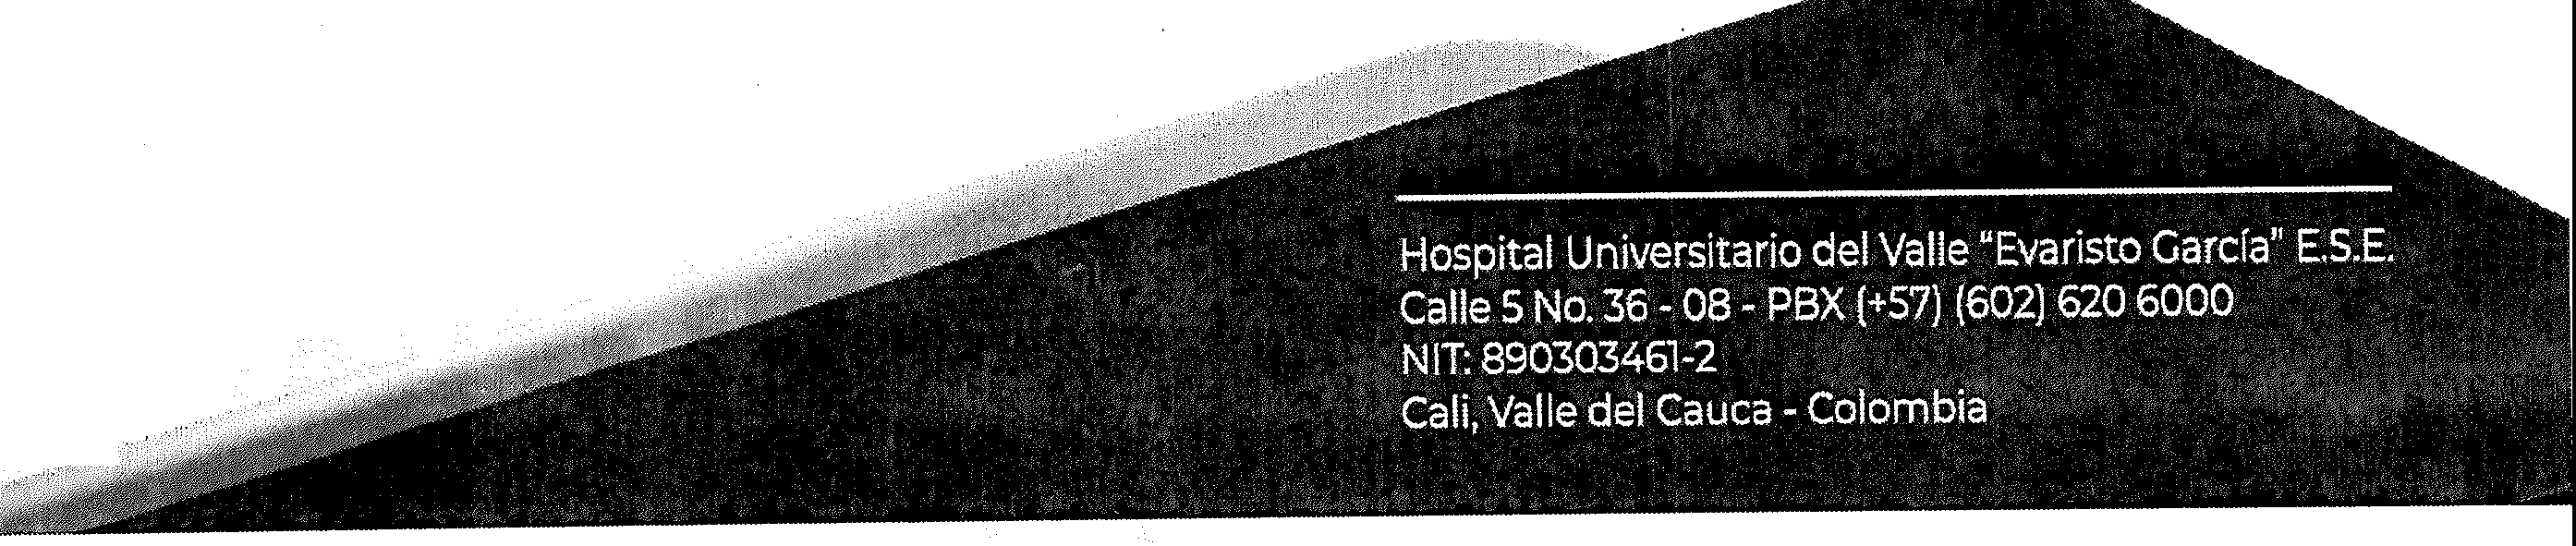 Hospital Universitario del Valle “Evaristo García” E.S.E.
Calle 5 No. 36 - 08 - PBX (+57) (602) 620 6000
NIT: 890303461-2
Cali, Valle del Cauca - Colombia